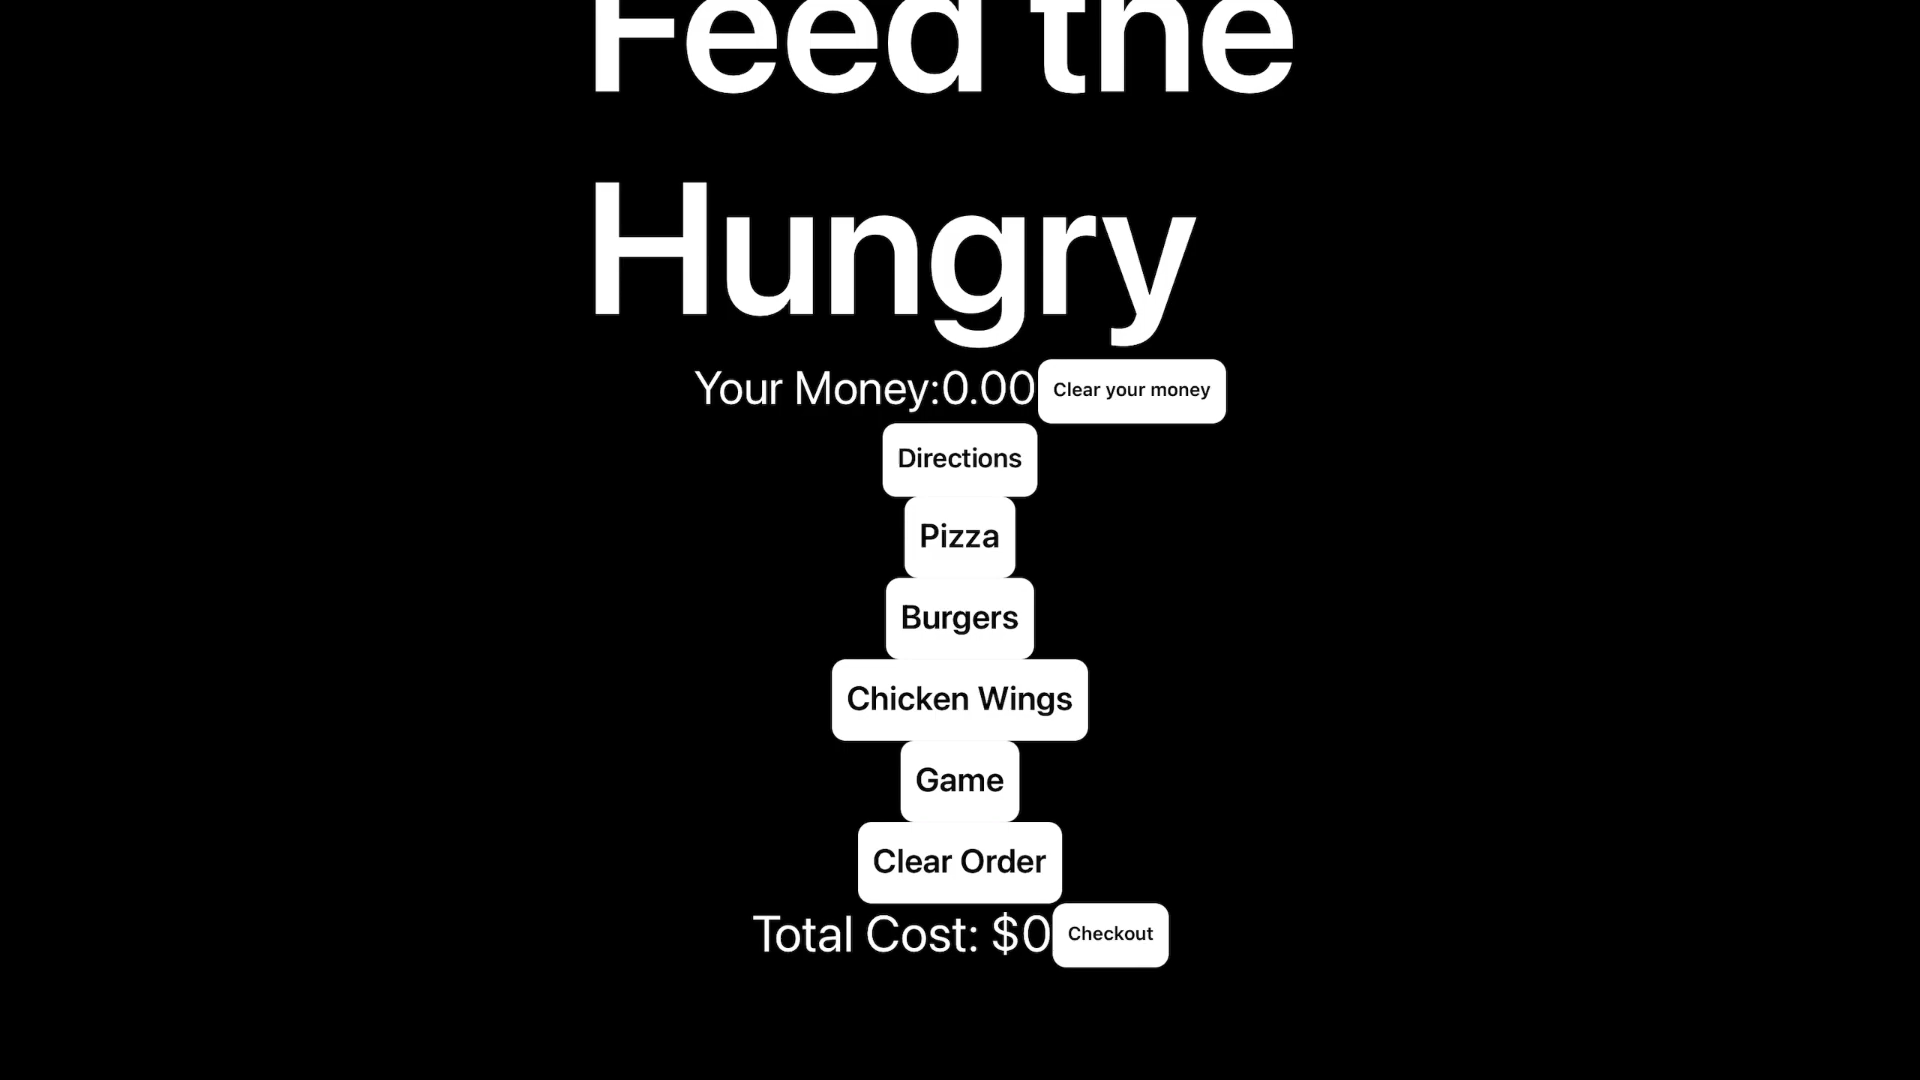 Feed the
Hungry
Your Money:0.00 Clear your money
Directions
Pizza
Burgers
Chicken Wings
Game
Clear Order
Total Cost: $0 Checkout